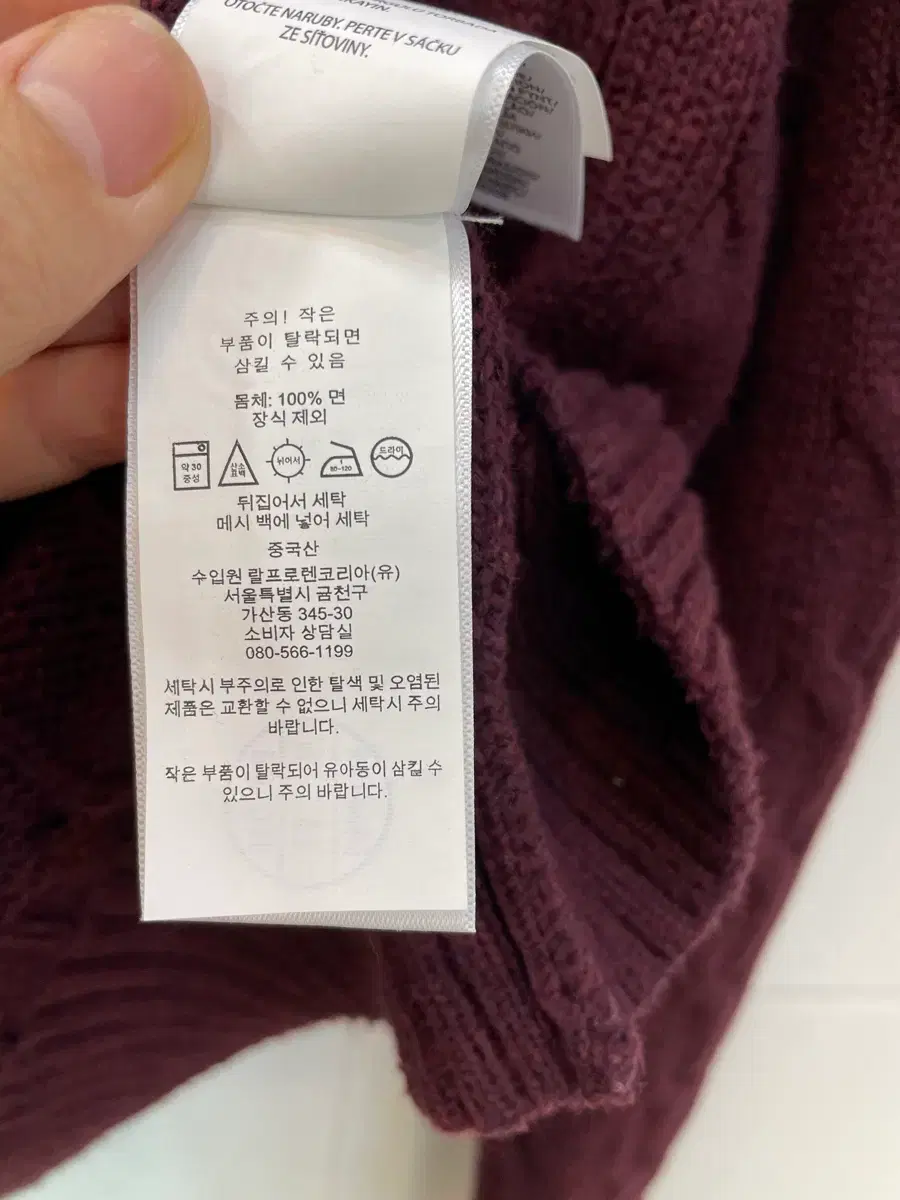 OTOČTE NARUBY. PERTE V SÁČKU
ZE SÍŤOVINY.
주의! 작은
부품이 탈락되면
삼킬 수 있음
몸체: 100% 면
장식 제외
약 30
중성
산소
표백
뉘어서
80-120
드라이
뒤집어서 세탁
메시 백에 넣어 세탁
중국산
수입원 랄프로렌코리아(유)
서울특별시 금천구
가산동 345-30
소비자 상담실
080-566-1199
세탁시 부주의로 인한 탈색 및 오염된
제품은 교환할 수 없으니 세탁시 주의
바랍니다.
작은 부품이 탈락되어 유아동이 삼킬 수
있으니 주의 바랍니다.